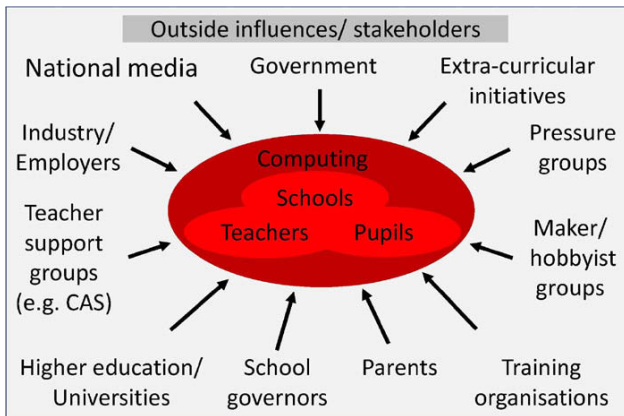 Outside influences/ stakeholders
National media
Government
Extra-curricular
initiatives
Industry/
Employers
Computing
Pressure
groups
Schools
Teachers
Pupils
Teacher
support
groups
(e.g. CAS)
Maker/
hobbyist
groups
Higher education/
Universities
School
governors
Parents
Training
organisations